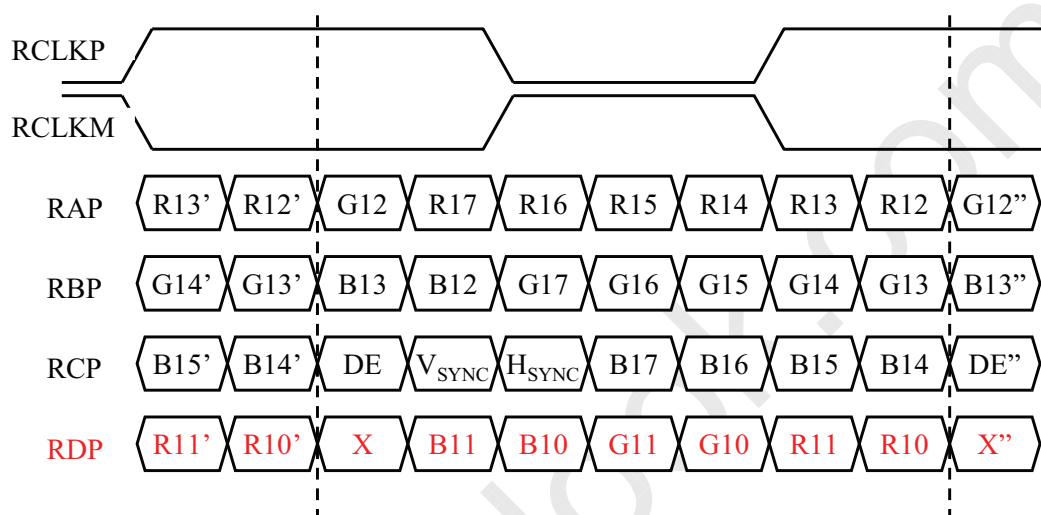 RCLKP
RCLKM
RAP R13’ R12’ G12 R17 R16 R15 R14 R13 R12 G12”
RBP G14’ G13’ B13 B12 G17 G16 G15 G14 G13 B13”
RCP B15’ B14’ DE VSYNC HSYNC B17 B16 B15 B14 DE”
RDP R11’ R10’ X B11 B10 G11 G10 R11 R10 X”